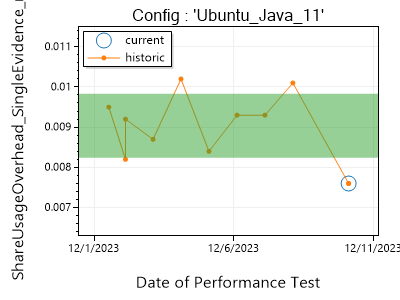 Config : 'Ubuntu_Java_11'
ShareUsageOverhead_SingleEvidence_
current
historic
0.011
0.01
0.009
0.008
0.007
12/1/2023
12/6/2023
12/11/2023
Date of Performance Test